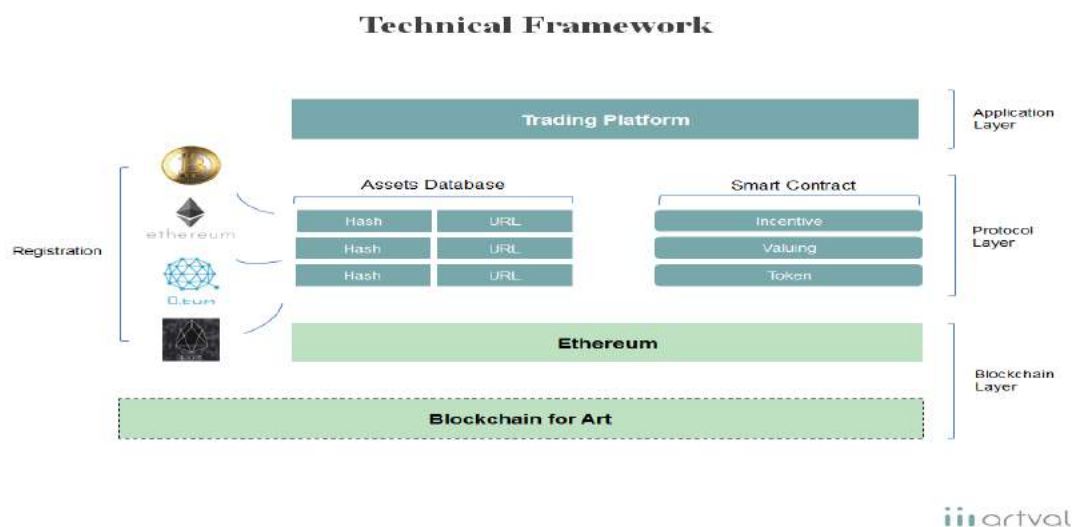 Technical Framework
Trading Platform
Application
Layer
Assets Database
Smart Contract
Hash
URL
Incentive
ethereum
Registration
Hash
URL
Valuing
Protocol
Layer
Hash
URL
Token
Ethereum
Blockchain
Layer
Blockchain for Art
artval